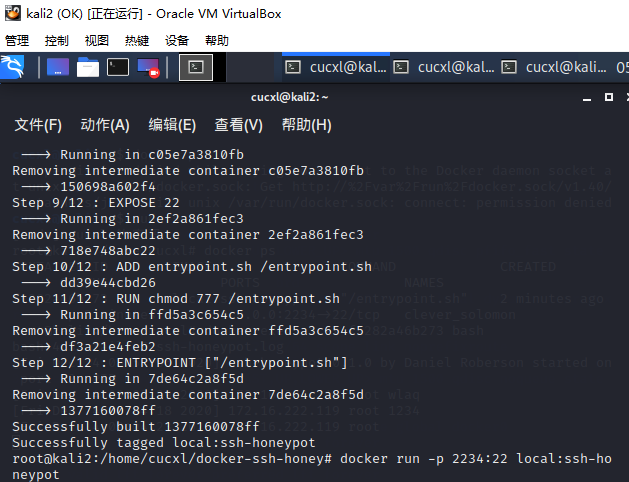 kali2 (OK) [正在运行] - Oracle VM VirtualBox
管理 控制 视图 热键 设备 帮助
cucxl@kal... cucxl@kal... cucxl@kali... 05
cucxl@kali2: ~
文件(F) 动作(A) 编辑(E) 查看(V) 帮助(H)
---> Running in c05e7a3810fb
Removing intermediate container c05e7a3810fb
---> 150698a602f4
Step 9/12 : EXPOSE 22
---> Running in 2ef2a861fec3
Removing intermediate container 2ef2a861fec3
---> 718e748abc22
Step 10/12 : ADD entrypoint.sh /entrypoint.sh
---> dd39e44cbd26
Step 11/12 : RUN chmod 777 /entrypoint.sh
---> Running in ffd5a3c654c5
Removing intermediate container ffd5a3c654c5
---> df3a21e4feb2
Step 12/12 : ENTRYPOINT ["/entrypoint.sh"]
---> Running in 7de64c2a8f5d
Removing intermediate container 7de64c2a8f5d
---> 1377160078ff
Successfully built 1377160078ff
Successfully tagged local:ssh-honeypot
root@kali2:/home/cucxl/docker-ssh-honey# docker run -p 2234:22 local:ssh-ho
neypot